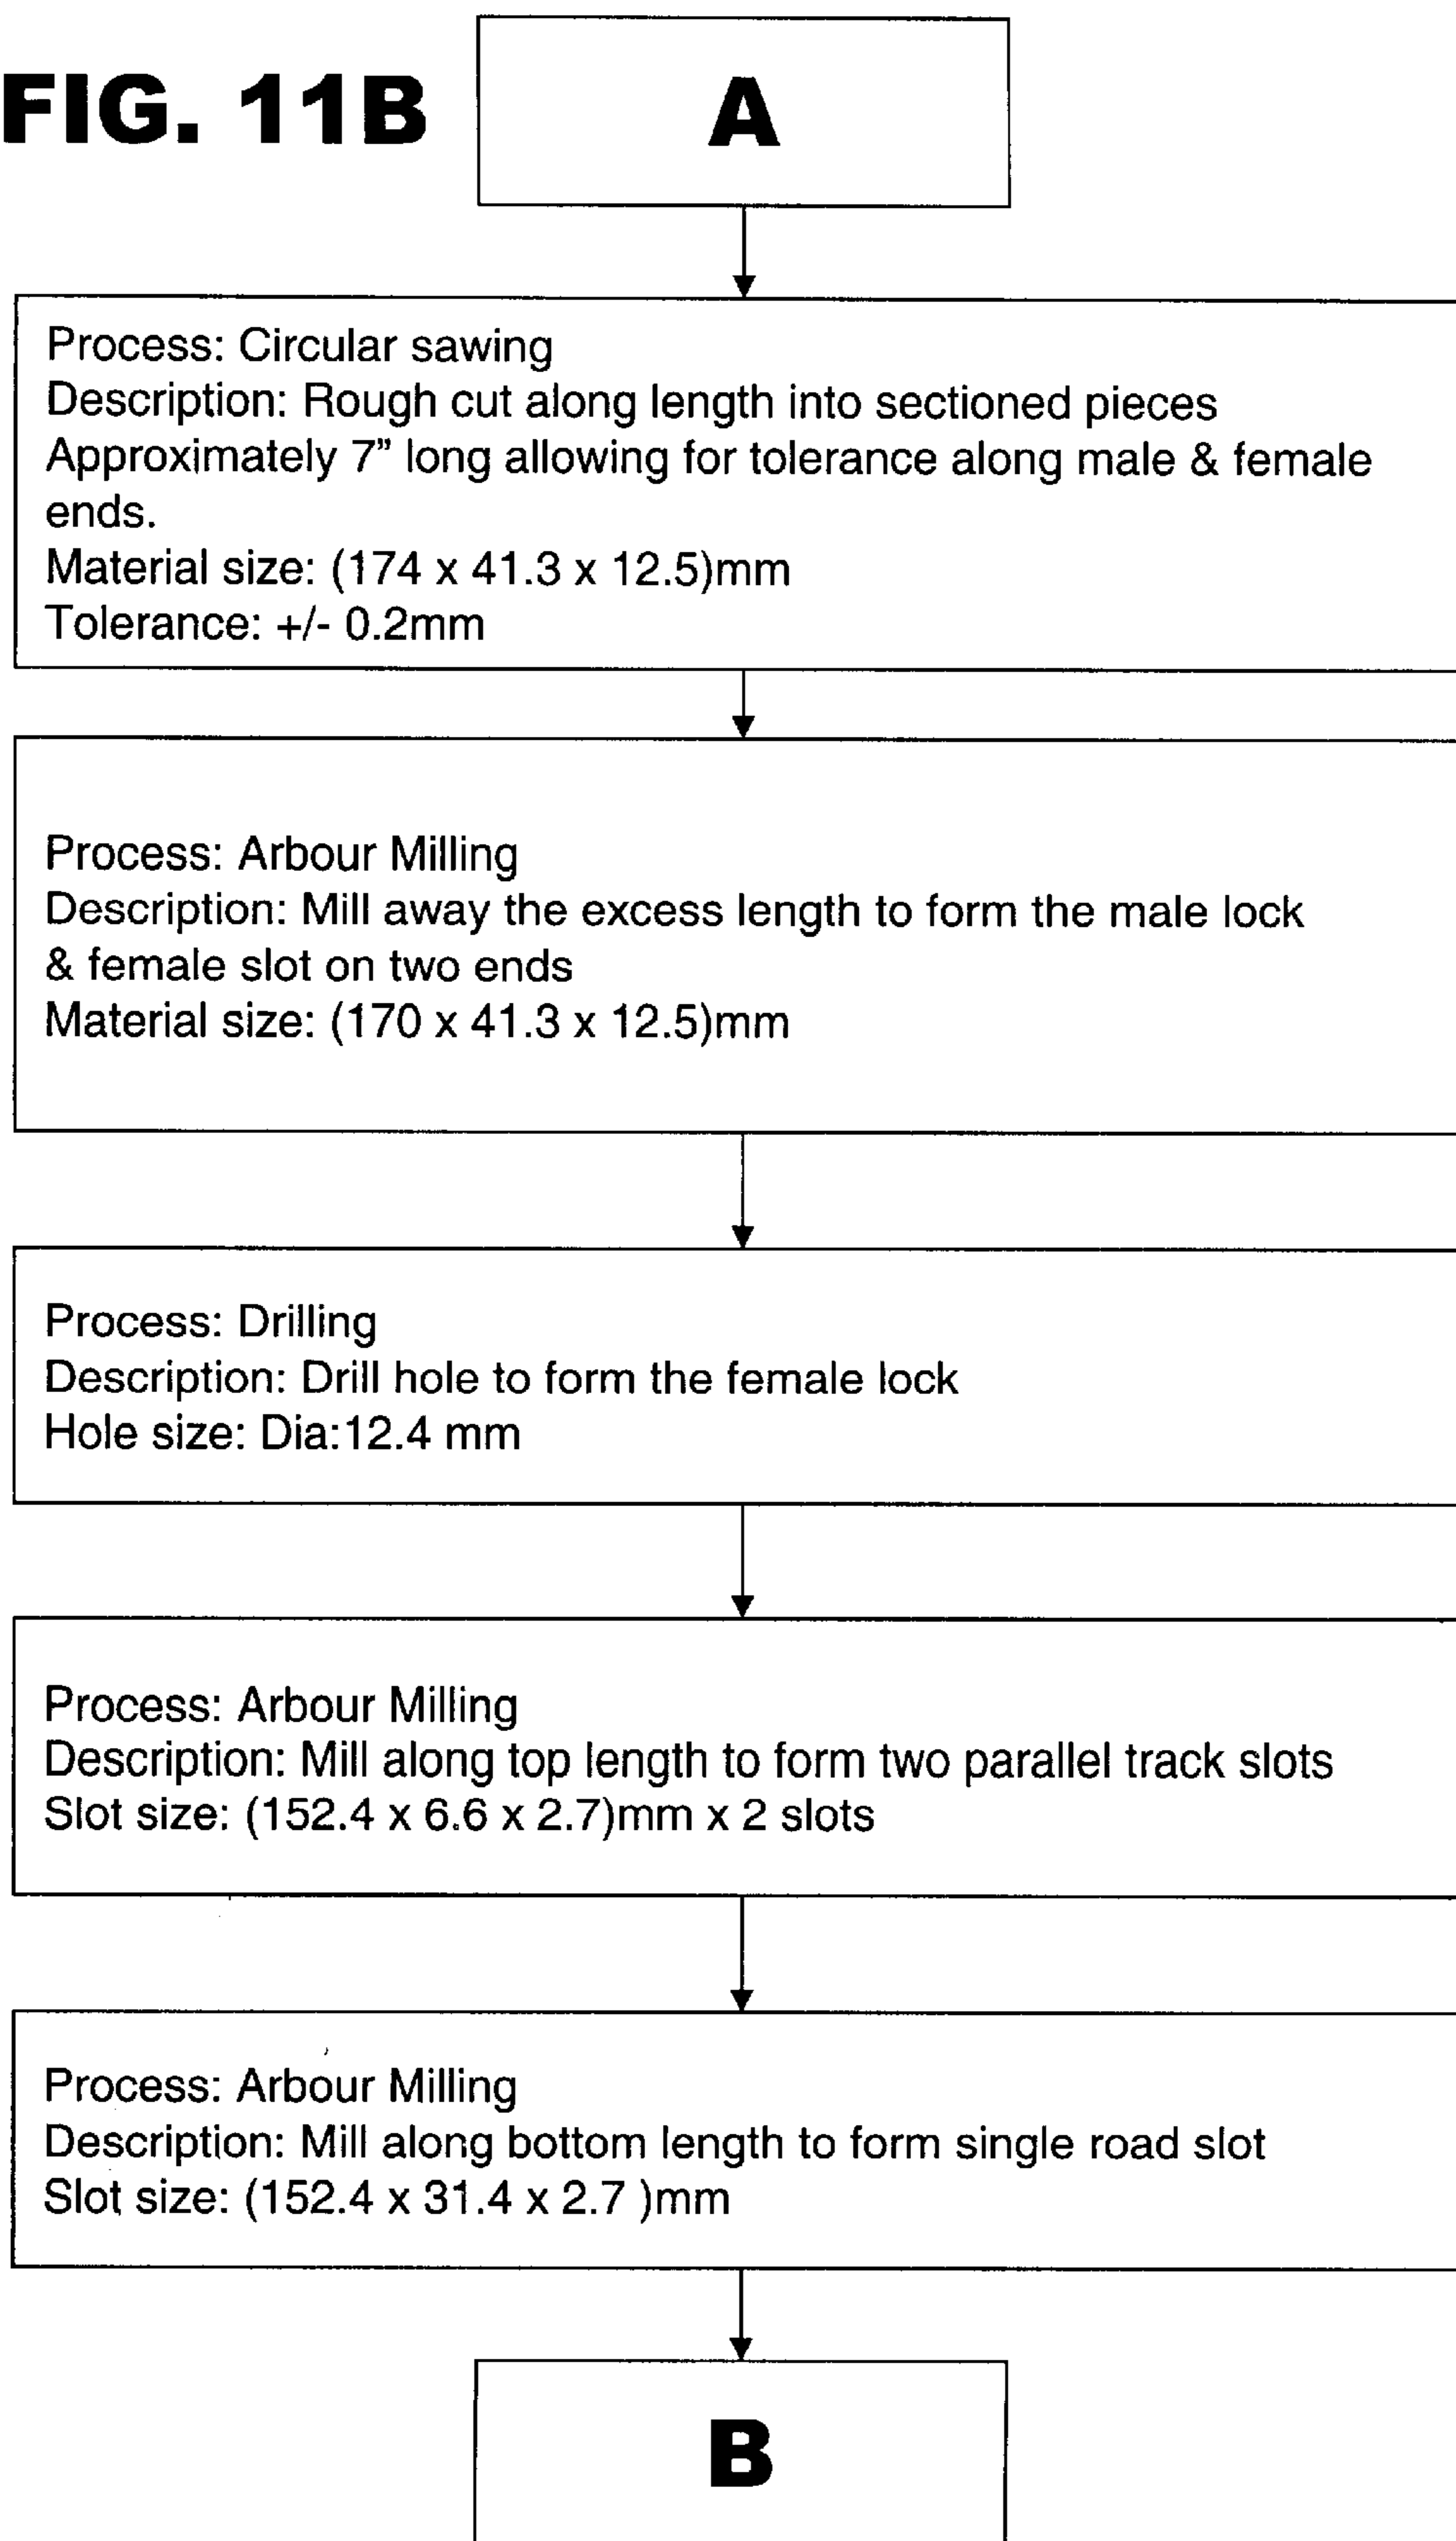 FIG. 11B
A
Process: Circular sawing
Description: Rough cut along length into sectioned pieces
Approximately 7” long allowing for tolerance along male & female
ends.
Material size: (174 x 41.3 x 12.5)mm
Tolerance: +/- 0.2mm
Process: Arbour Milling
Description: Mill away the excess length to form the male lock
& female slot on two ends
Material size: (170 x 41.3 x 12.5)mm
Process: Drilling
Description: Drill hole to form the female lock
Hole size: Dia:12.4 mm
Process: Arbour Milling
Description: Mill along top length to form two parallel track slots
Slot size: (152.4 x 6.6 x 2.7)mm x 2 slots
Process: Arbour Milling
Description: Mill along bottom length to form single road slot
Slot size: (152.4 x 31.4 x 2.7 )mm
B